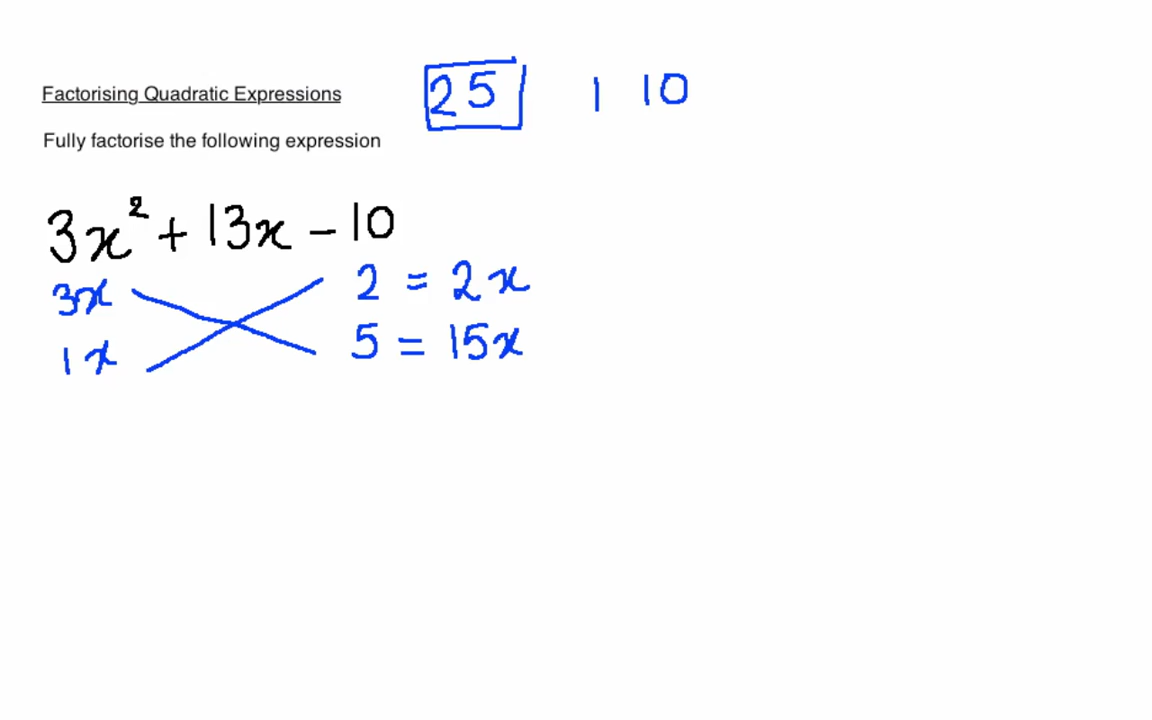 Factorising Quadratic Expressions
25 1 10
Fully factorise the following expression
3x² + 13x - 10
3x 2 = 2x
1x 5 = 15x